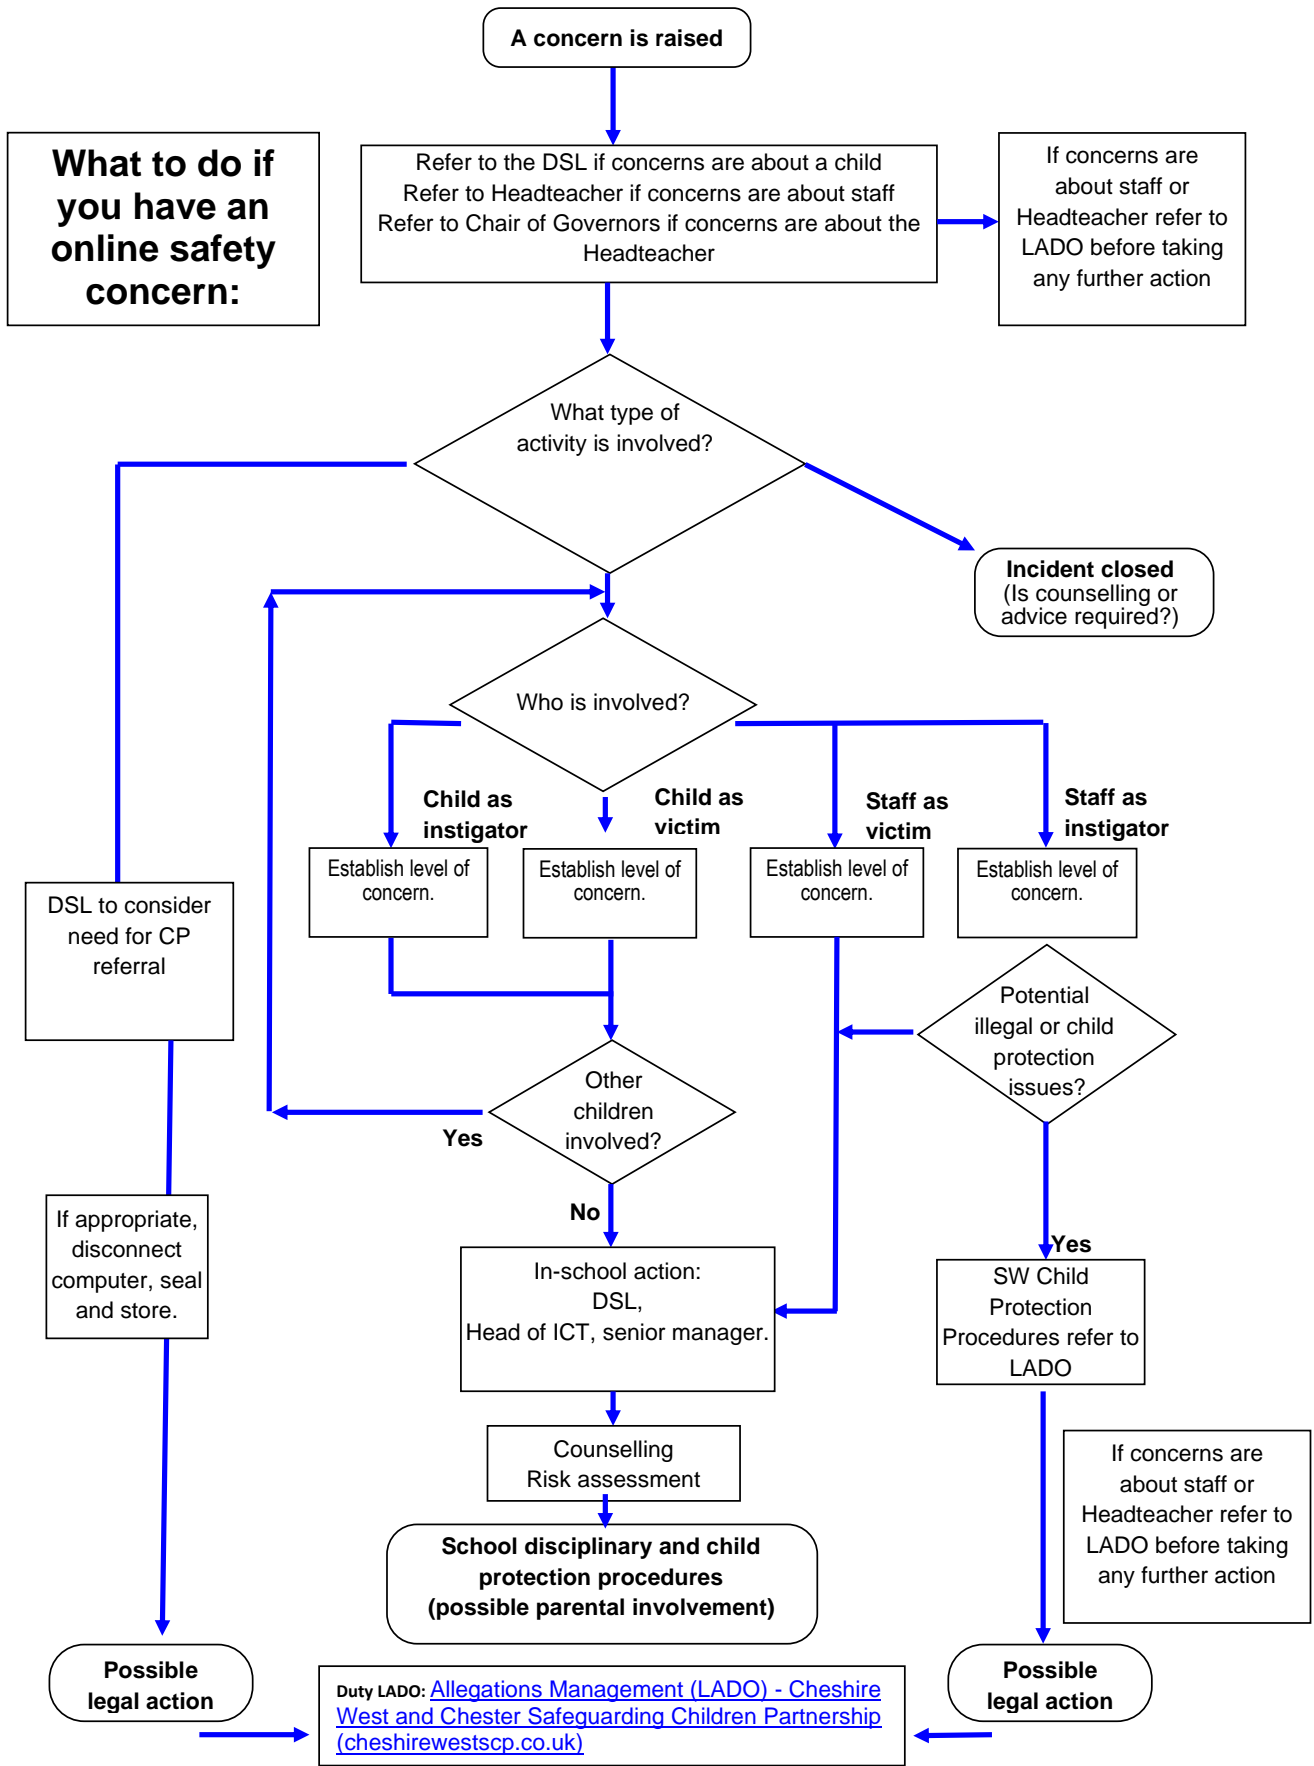 A concern is raised
What to do if
you have an
online safety
concern:
Refer to the DSL if concerns are about a child
Refer to Headteacher if concerns are about staff
Refer to Chair of Governors if concerns are about the
Headteacher
If concerns are
about staff or
Headteacher refer to
LADO before taking
any further action
What type of
activity is involved?
Incident closed
(Is counselling or
advice required?)
Who is involved?
Child as
instigator
Child as
victim
Staff as
victim
Staff as
instigator
Establish level of
concern.
Establish level of
concern.
Establish level of
concern.
Establish level of
concern.
DSL to consider
need for CP
referral
Potential
illegal or child
protection
issues?
Other
children
involved?
Yes
No
If appropriate,
disconnect
computer, seal
and store.
In-school action:
DSL,
Head of ICT, senior manager.
Yes
SW Child
Protection
Procedures refer to
LADO
Counselling
Risk assessment
If concerns are
about staff or
Headteacher refer to
LADO before taking
any further action
School disciplinary and child
protection procedures
(possible parental involvement)
Possible
legal action
Duty LADO: Allegations Management (LADO) - Cheshire
West and Chester Safeguarding Children Partnership
(cheshirewestscp.co.uk)
Possible
legal action